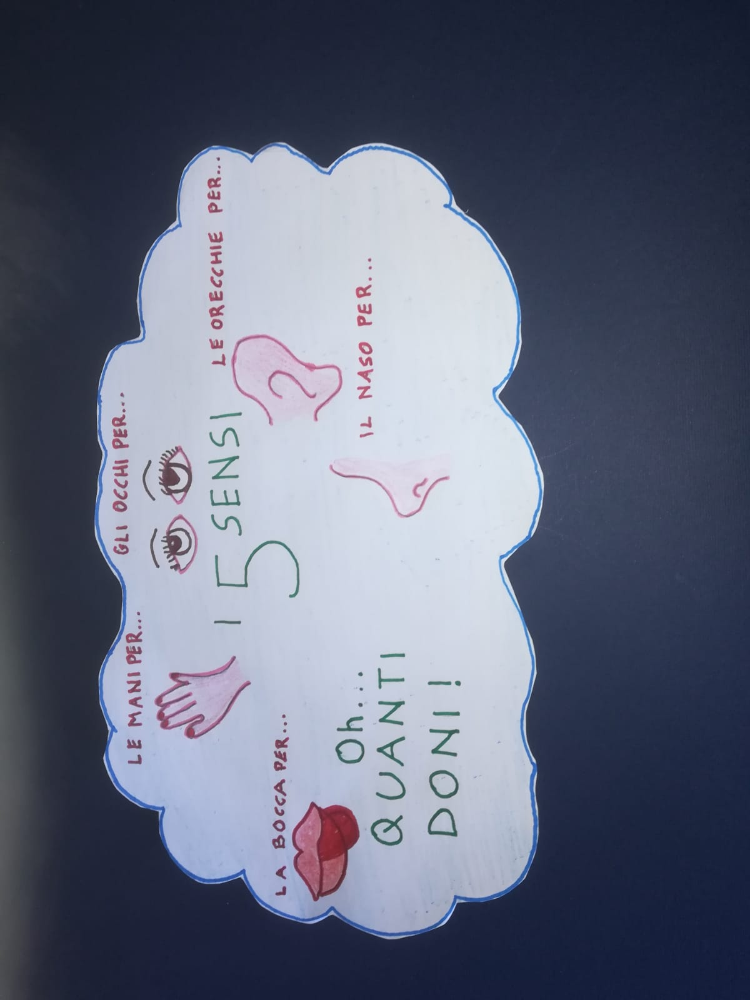 LE MANI PER...
GLI OCCHI PER...
LE ORECCHIE PER...
I 5 SENSI
LA BOCCA PER...
IL NASO PER...
Oh...
QUANTI
DONI!